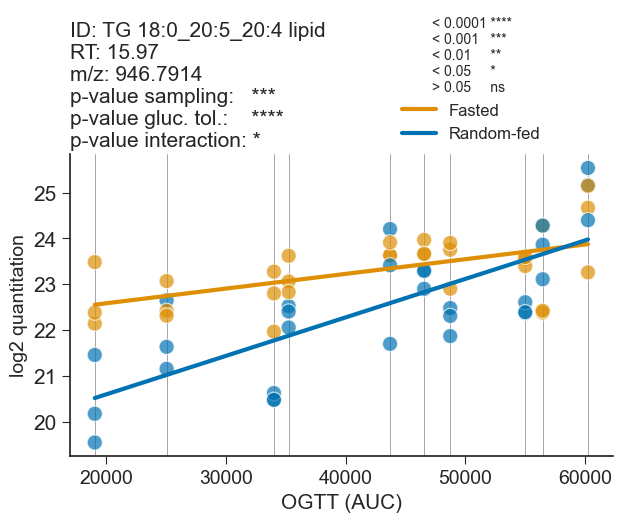 ID: TG 18:0_20:5_20:4 lipid
RT: 15.97
m/z: 946.7914
p-value sampling: ***
p-value gluc. tol.: ****
p-value interaction: *
< 0.0001 ****
< 0.001 ***
< 0.01 **
< 0.05 *
> 0.05 ns
Fasted
Random-fed
25
24
23
22
21
20
log2 quantitation
20000 30000 40000 50000 60000
OGTT (AUC)